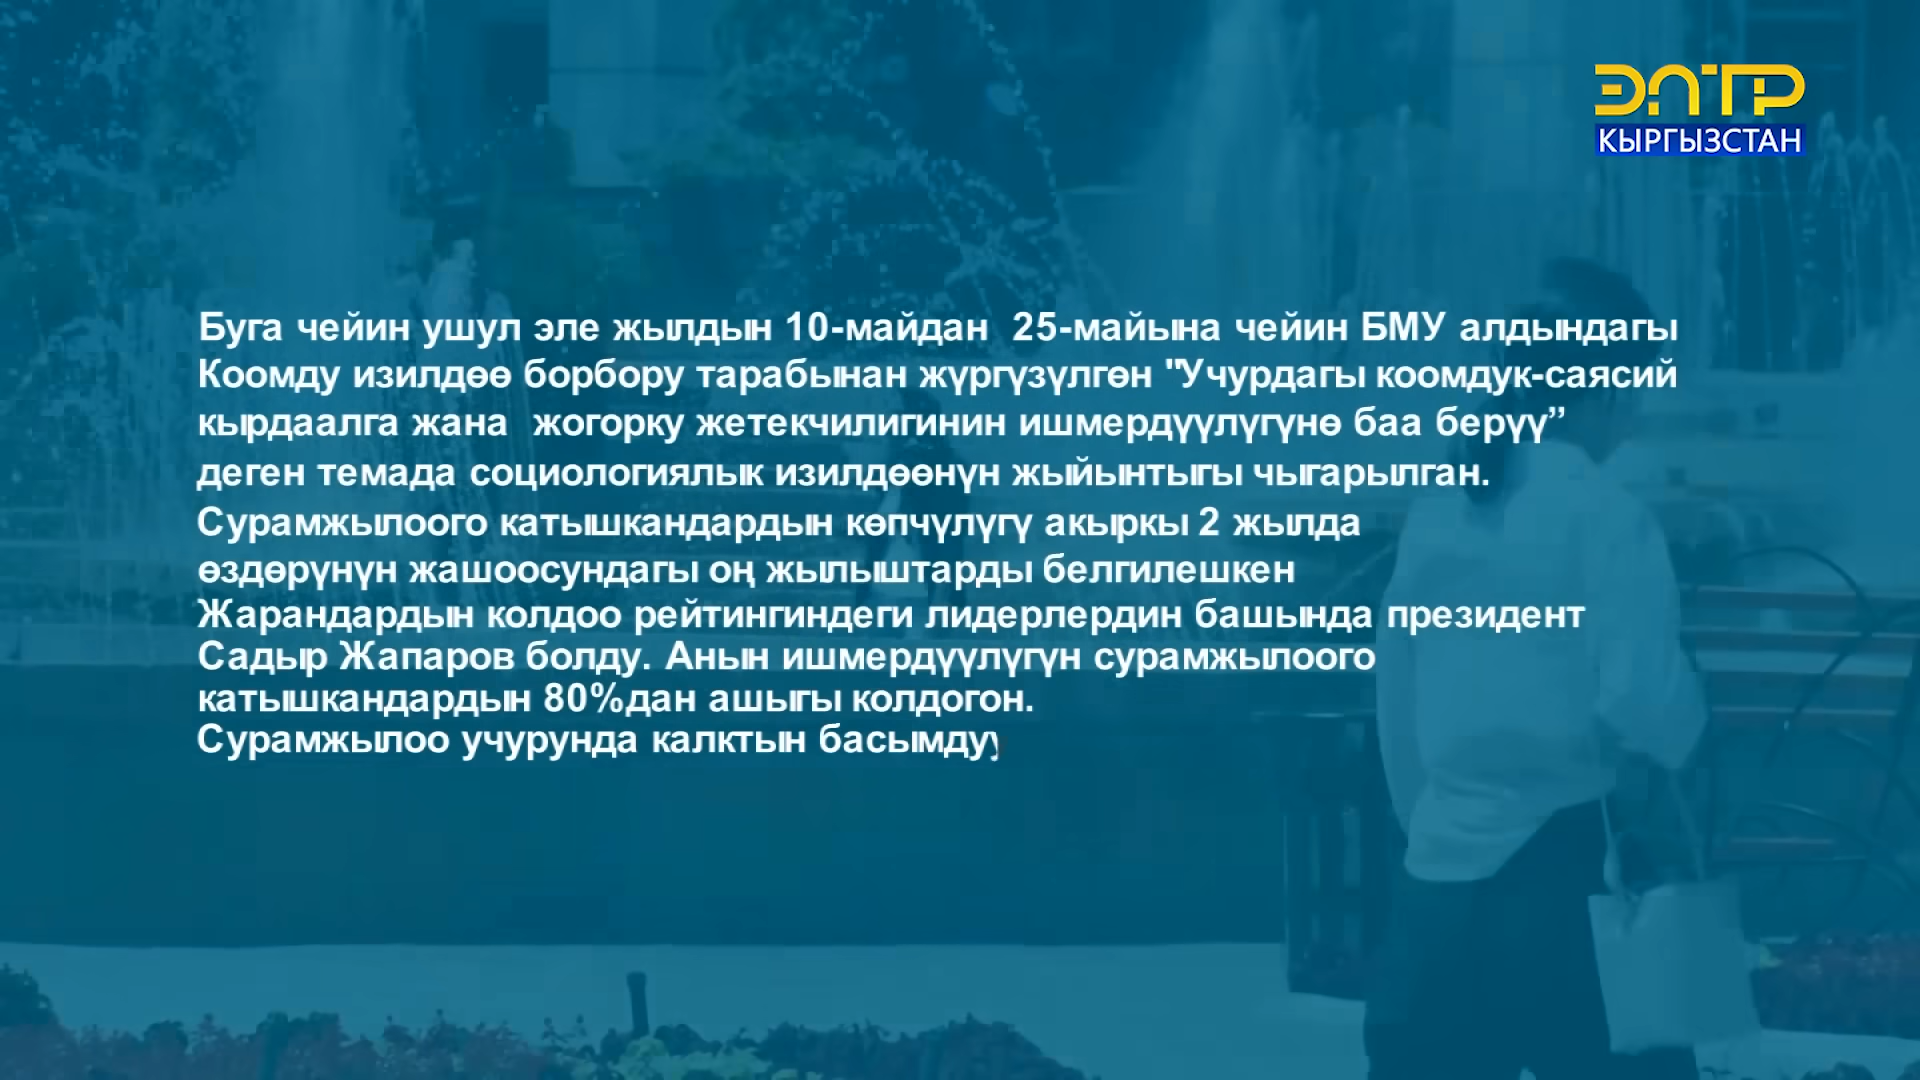 ЭЛТР
КЫРГЫЗСТАН
Буга чейин ушул эле жылдын 10-майдан 25-майына чейин БМУ алдындагы
Коомду изилдөө борбору тарабынан жүргүзүлгөн "Учурдагы коомдук-саясий
кырдаалга жана жогорку жетекчилигинин ишмердүүлүгүнө баа берүү”
деген темада социологиялык изилдөөнүн жыйынтыгы чыгарылган.
Сурамжылоого катышкандардын көпчүлүгү акыркы 2 жылда
өздөрүнүн жашоосундагы оң жылыштарды белгилешкен
Жарандардын колдоо рейтингиндеги лидерлердин башында президент
Садыр Жапаров болду. Анын ишмердүүлүгүн сурамжылоого
катышкандардын 80%дан ашыгы колдогон.
Сурамжылоо учурунда калктын